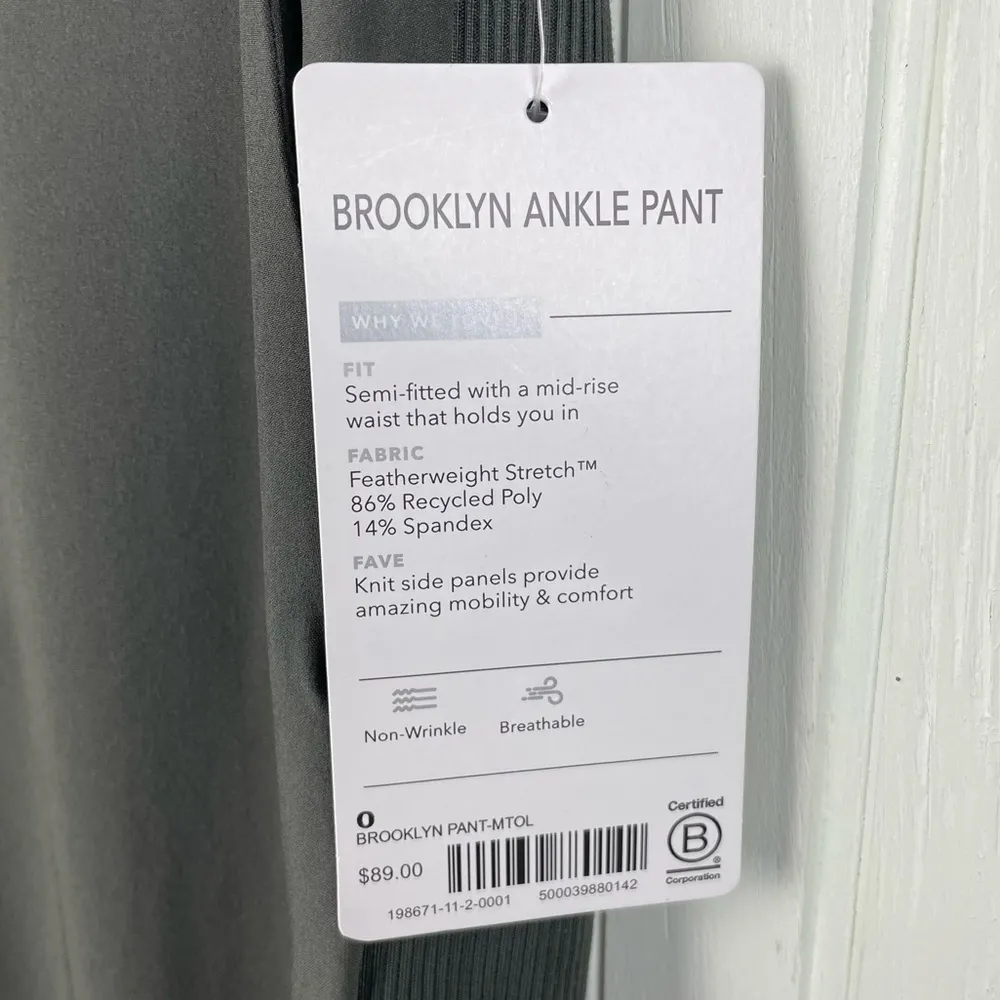 BROOKLYN ANKLE PANT
WHY WE
FIT
Semi-fitted with a mid-rise
waist that holds you in
FABRIC
Featherweight Stretch™
86% Recycled Poly
14% Spandex
FAVE
Knit side panels provide
amazing mobility & comfort
Non-Wrinkle
Breathable
0
BROOKLYN PANT-MTOL
$89.00
198671-11-2-0001
500039880142
Certified
B
®
Corporation